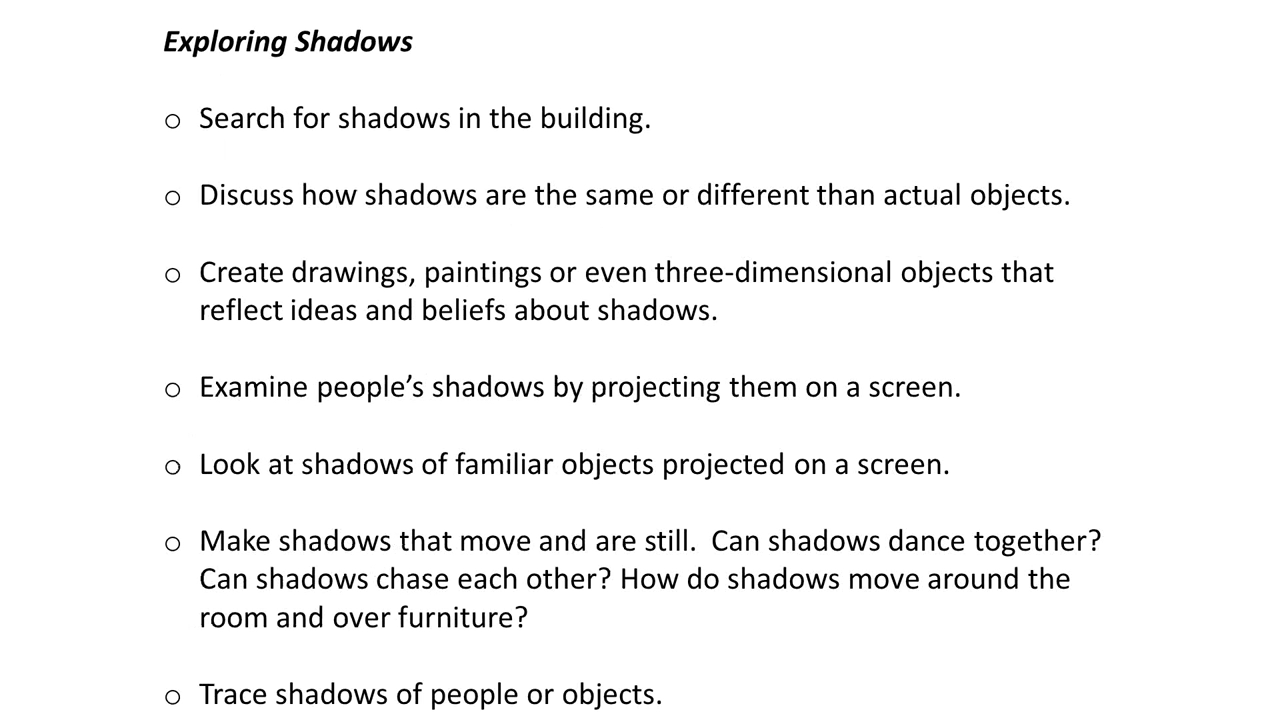 Exploring Shadows
o Search for shadows in the building.
o Discuss how shadows are the same or different than actual objects.
o Create drawings, paintings or even three-dimensional objects that
reflect ideas and beliefs about shadows.
o Examine people’s shadows by projecting them on a screen.
o Look at shadows of familiar objects projected on a screen.
o Make shadows that move and are still.  Can shadows dance together?
Can shadows chase each other? How do shadows move around the
room and over furniture?
o Trace shadows of people or objects.